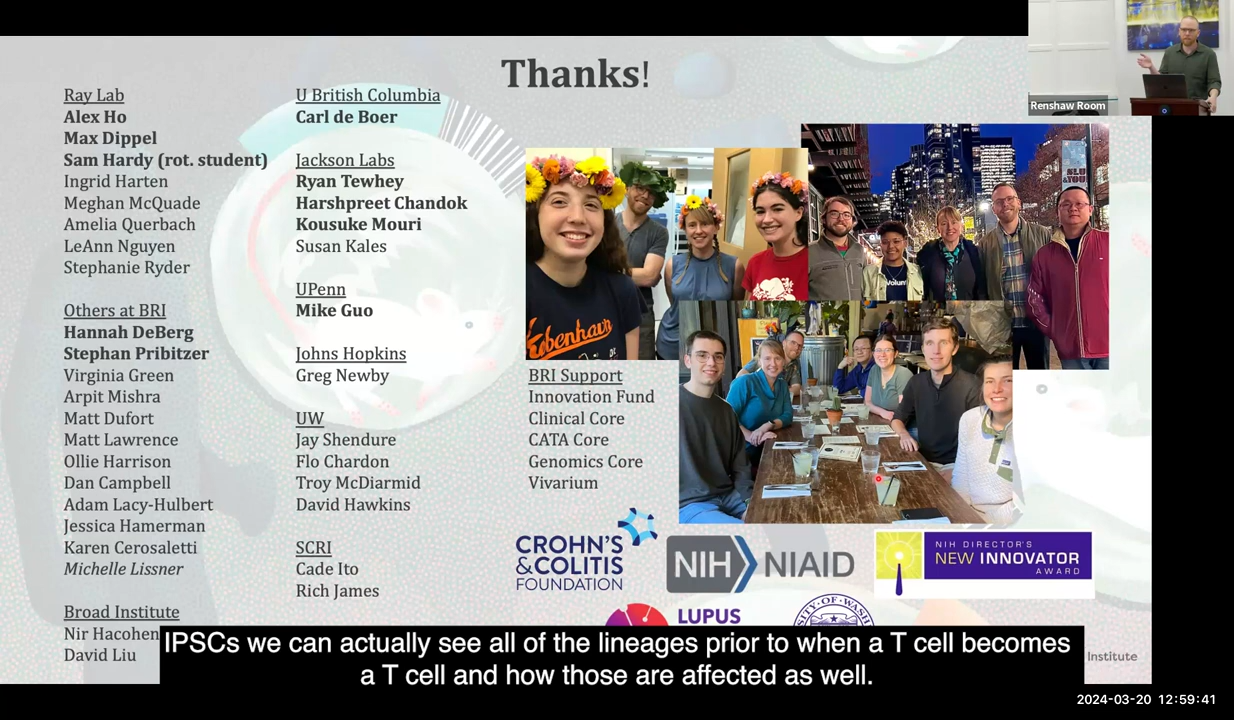 Thanks!
Renshaw Room
Ray Lab
Alex Ho
Max Dippel
Sam Hardy (rot. student)
Ingrid Harten
Meghan McQuade
Amelia Querbach
LeAnn Nguyen
Stephanie Ryder
Others at BRI
Hannah DeBerg
Stephan Pribitzer
Virginia Green
Arpit Mishra
Matt Dufort
Matt Lawrence
Ollie Harrison
Dan Campbell
Adam Lacy-Hulbert
Jessica Hamerman
Karen Cerosaletti
Michelle Lissner
Broad Institute
Nir Hacohen
David Liu
U British Columbia
Carl de Boer
Jackson Labs
Ryan Tewhey
Harshpreet Chandok
Kousuke Mouri
Susan Kales
UPenn
Mike Guo
Johns Hopkins
Greg Newby
UW
Jay Shendure
Flo Chardon
Troy McDiarmid
David Hawkins
SCRI
Cade Ito
Rich James
BRI Support
Innovation Fund
Clinical Core
CATA Core
Genomics Core
Vivarium
CROHN'S
&COLITIS
FOUNDATION
NIH NIAID
NIH DIRECTOR'S
NEW INNOVATOR
AWARD
LUPUS
Institute
IPSCs we can actually see all of the lineages prior to when a T cell becomes
a T cell and how those are affected as well.
2024-03-20 12:59:41